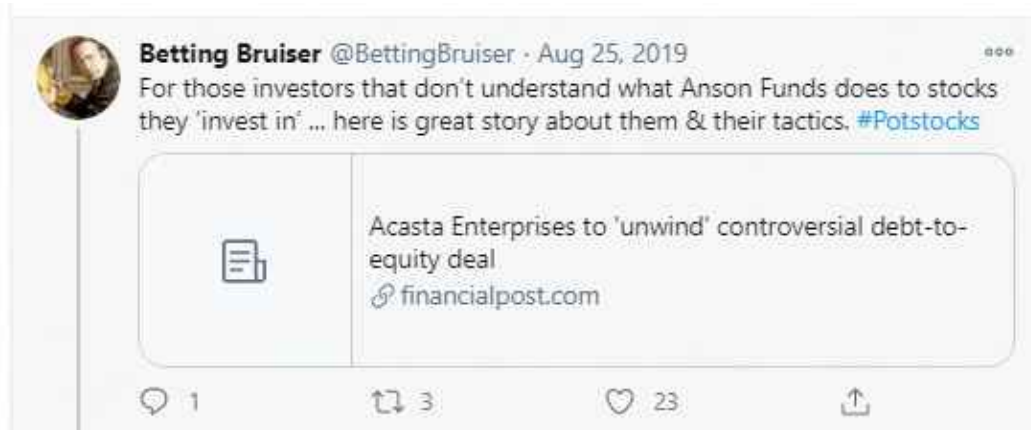 Betting Bruiser @BettingBruiser · Aug 25, 2019
For those investors that don't understand what Anson Funds does to stocks
they 'invest in' ... here is great story about them & their tactics. #Potstocks
Acasta Enterprises to 'unwind' controversial debt-to-
equity deal
financialpost.com
1 3 23